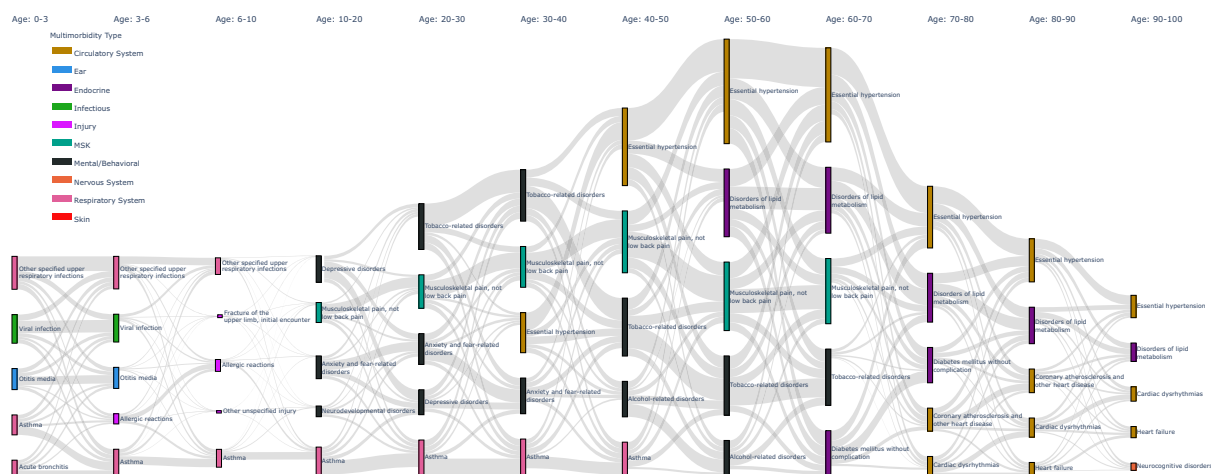 Age: 0-3
Age: 3-6
Age: 6-10
Age: 10-20
Age: 20-30
Age: 30-40
Age: 40-50
Age: 50-60
Age: 60-70
Age: 70-80
Age: 80-90
Age: 90-100
Multimorbidity Type
Circulatory System
Ear
Endocrine
Infectious
Injury
MSK
Mental/Behavioral
Nervous System
Respiratory System
Skin
Other specified upper
respiratory infections
Viral infection
Otitis media
Asthma
Acute bronchitis
Other specified upper
respiratory infections
Viral infection
Otitis media
Allergic reactions
Asthma
Other specified upper
respiratory infections
Fracture of the
upper limb, initial encounter
Allergic reactions
Other unspecified injury
Asthma
Depressive disorders
Musculoskeletal pain, not
low back pain
Anxiety and fear-related
disorders
Neurodevelopmental disorders
Asthma
Tobacco-related disorders
Musculoskeletal pain, not
low back pain
Anxiety and fear-related
disorders
Depressive disorders
Asthma
Tobacco-related disorders
Musculoskeletal pain, not
low back pain
Essential hypertension
Anxiety and fear-related
disorders
Asthma
Essential hypertension
Musculoskeletal pain, not
low back pain
Tobacco-related disorders
Alcohol-related disorders
Asthma
Essential hypertension
Disorders of lipid
metabolism
Musculoskeletal pain, not
low back pain
Tobacco-related disorders
Alcohol-related disorders
Essential hypertension
Disorders of lipid
metabolism
Musculoskeletal pain, not
low back pain
Tobacco-related disorders
Diabetes mellitus without
complication
Essential hypertension
Disorders of lipid
metabolism
Diabetes mellitus without
complication
Coronary atherosclerosis and
other heart disease
Cardiac dysrhythmias
Essential hypertension
Disorders of lipid
metabolism
Coronary atherosclerosis and
other heart disease
Cardiac dysrhythmias
Heart failure
Essential hypertension
Disorders of lipid
metabolism
Cardiac dysrhythmias
Heart failure
Neurocognitive disorders